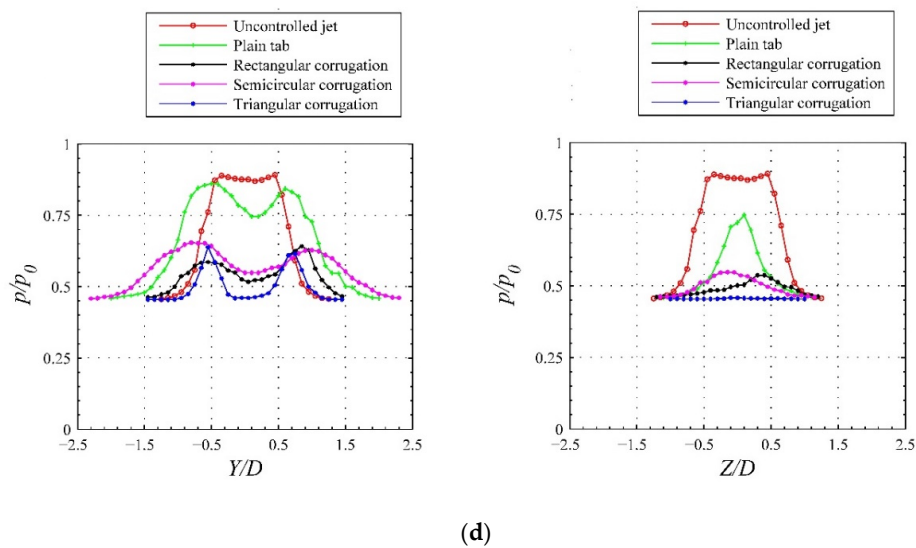 Uncontrolled jet
Plain tab
Rectangular corrugation
Semicircular corrugation
Triangular corrugation
1
0.75
0.5
0.25
0
p/p0
−2.5 −1.5 −0.5 0.5 1.5 2.5
Y/D
Uncontrolled jet
Plain tab
Rectangular corrugation
Semicircular corrugation
Triangular corrugation
1
0.75
0.5
0.25
0
p/p0
−2.5 −1.5 −0.5 0.5 1.5 2.5
Z/D
(d)